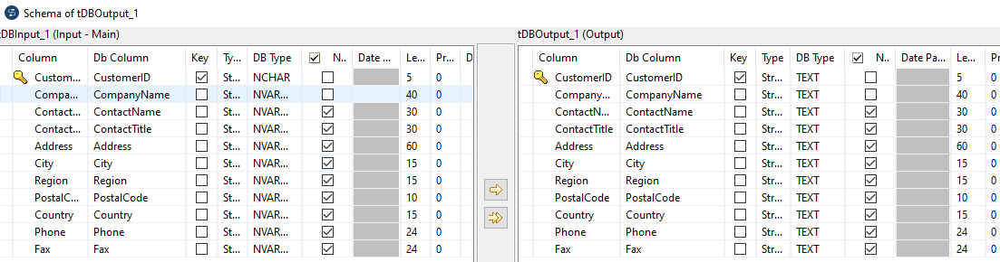 Schema of tDBOutput_1
tDBInput_1 (Input - Main)
Column Db Column Key Ty... DB Type N.. Date ... Le... Pr... D
Custom... CustomerID St... NCHAR 5 0
Compa... CompanyName St... NVAR... 40 0
Contact... ContactName St... NVAR... 30 0
Contact... ContactTitle St... NVAR... 30 0
Address Address St... NVAR... 60 0
City City St... NVAR... 15 0
Region Region St... NVAR... 15 0
PostalC... PostalCode St... NVAR... 10 0
Country Country St... NVAR... 15 0
Phone Phone St... NVAR... 24 0
Fax Fax St... NVAR... 24 0
tDBOutput_1 (Output)
Column Db Column Key Type DB Type N.. Date Pa... Le... Pr
CustomerID CustomerID Str... TEXT 5 0
Company... CompanyName Str... TEXT 40 0
ContactN... ContactName Str... TEXT 30 0
ContactTitle ContactTitle Str... TEXT 30 0
Address Address Str... TEXT 60 0
City City Str... TEXT 15 0
Region Region Str... TEXT 15 0
PostalCode PostalCode Str... TEXT 10 0
Country Country Str... TEXT 15 0
Phone Phone Str... TEXT 24 0
Fax Fax Str... TEXT 24 0